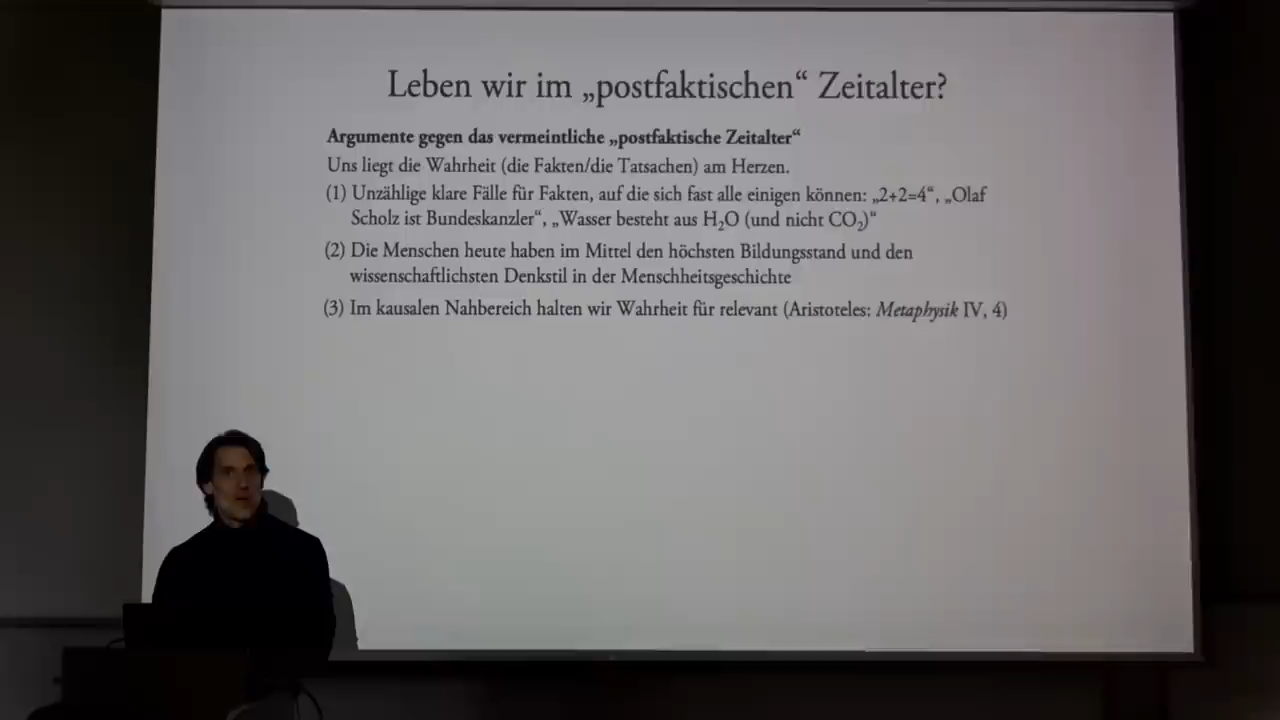 Leben wir im „postfaktischen“ Zeitalter?
Argumente gegen das vermeintliche „postfaktische Zeitalter“
Uns liegt die Wahrheit (die Fakten/die Tatsachen) am Herzen.
(1) Unzählige klare Fälle für Fakten, auf die sich fast alle einigen können: „2+2=4“, „Olaf
Scholz ist Bundeskanzler“, „Wasser besteht aus H₂O (und nicht CO₂)“
(2) Die Menschen heute haben im Mittel den höchsten Bildungsstand und den
wissenschaftlichsten Denkstil in der Menschheitsgeschichte
(3) Im kausalen Nahbereich halten wir Wahrheit für relevant (Aristoteles: Metaphysik IV, 4)